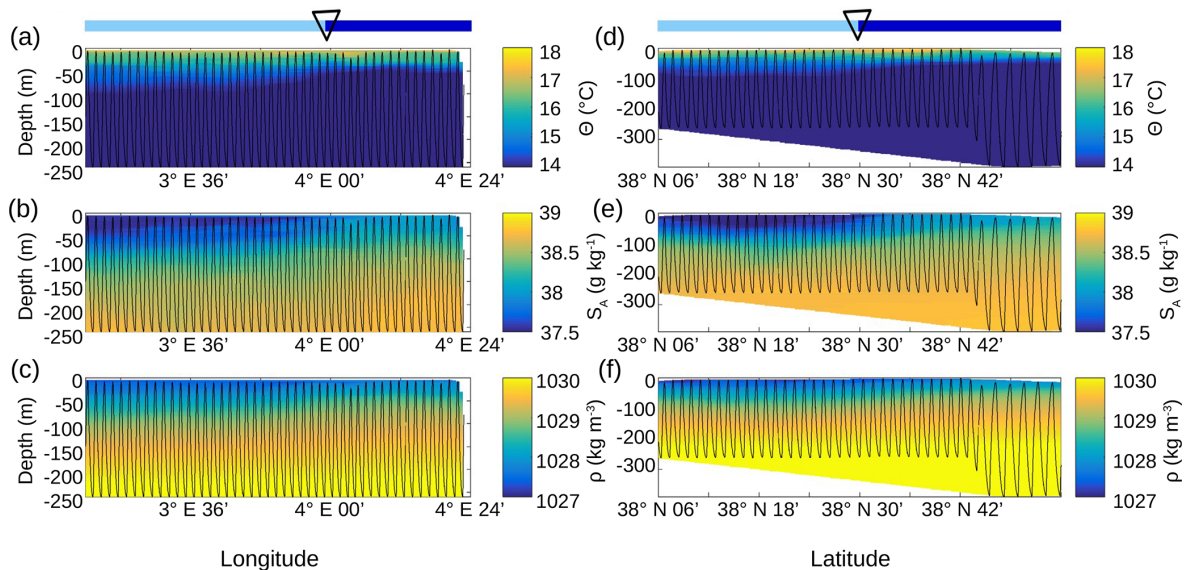 (a)
0
-50
-100
-150
-200
-250
Depth (m)
3° E 36’
4° E 00’
4° E 24’
18
17
16
15
14
Θ (°C)
(d)
0
-100
-200
-300
38° N 06’
38° N 18’
38° N 30’
38° N 42’
18
17
16
15
14
Θ (°C)
(b)
0
-50
-100
-150
-200
-250
Depth (m)
3° E 36’
4° E 00’
4° E 24’
39
38.5
38
37.5
S_A (g kg⁻¹)
(e)
0
-100
-200
-300
38° N 06’
38° N 18’
38° N 30’
38° N 42’
39
38.5
38
37.5
S_A (g kg⁻¹)
(c)
0
-50
-100
-150
-200
-250
Depth (m)
3° E 36’
4° E 00’
4° E 24’
1030
1029
1028
1027
ρ (kg m⁻³)
(f)
0
-100
-200
-300
38° N 06’
38° N 18’
38° N 30’
38° N 42’
1030
1029
1028
1027
ρ (kg m⁻³)
Longitude
Latitude